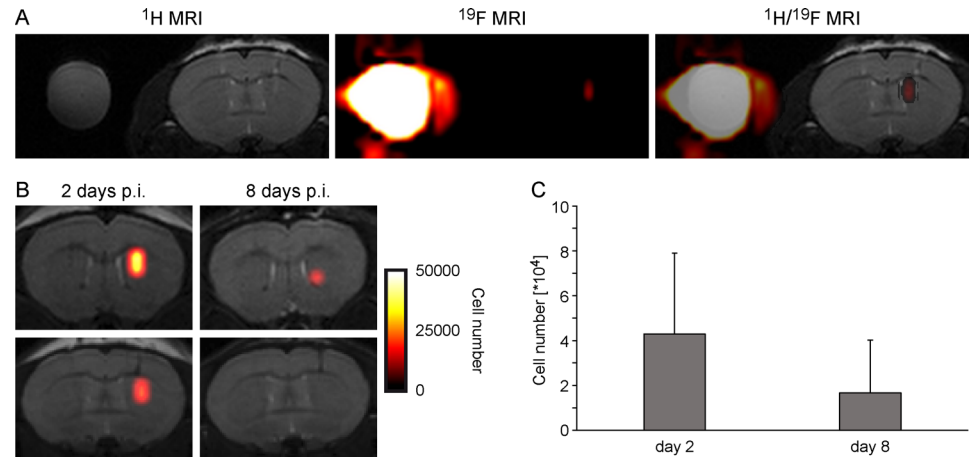 A
¹H MRI
¹⁹F MRI
¹H/¹⁹F MRI
B
2 days p.i.
8 days p.i.
50000
25000
0
Cell number
C
Cell number [*10⁴]
10
8
6
4
2
0
day 2
day 8